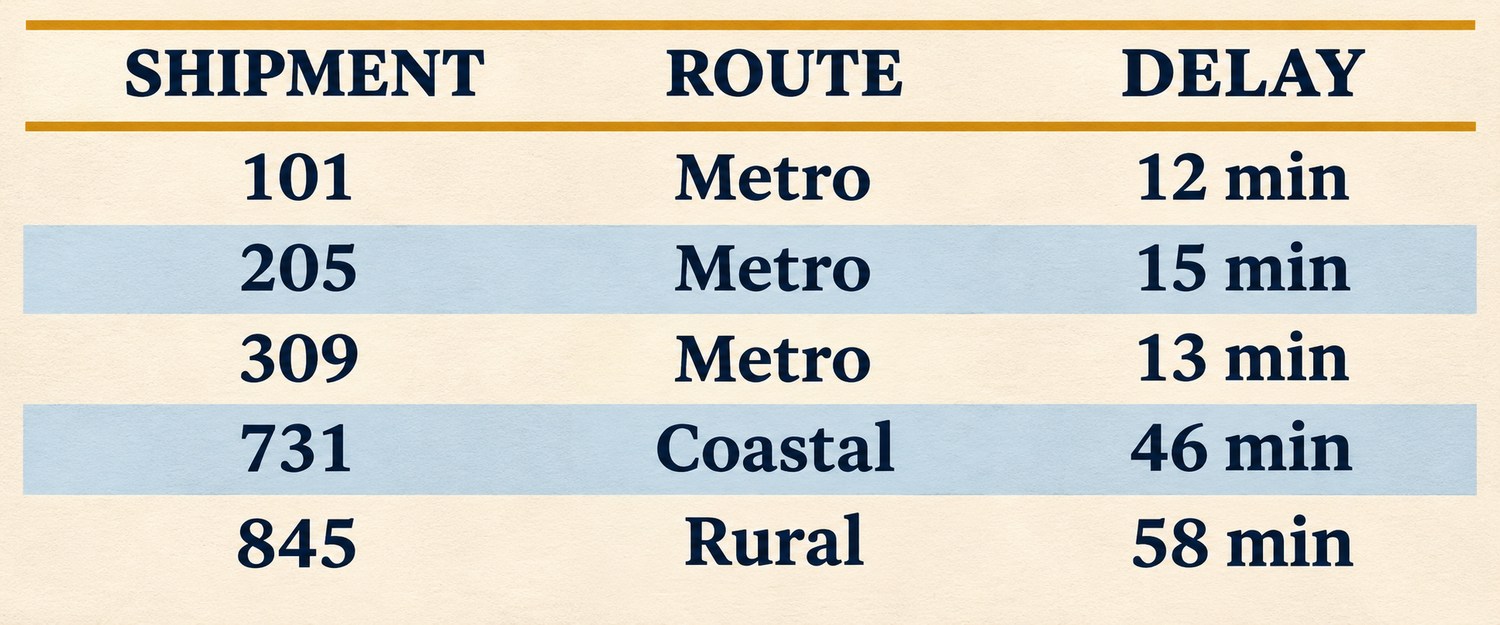 SHIPMENT ROUTE DELAY
101 Metro 12 min
205 Metro 15 min
309 Metro 13 min
731 Coastal 46 min
845 Rural 58 min